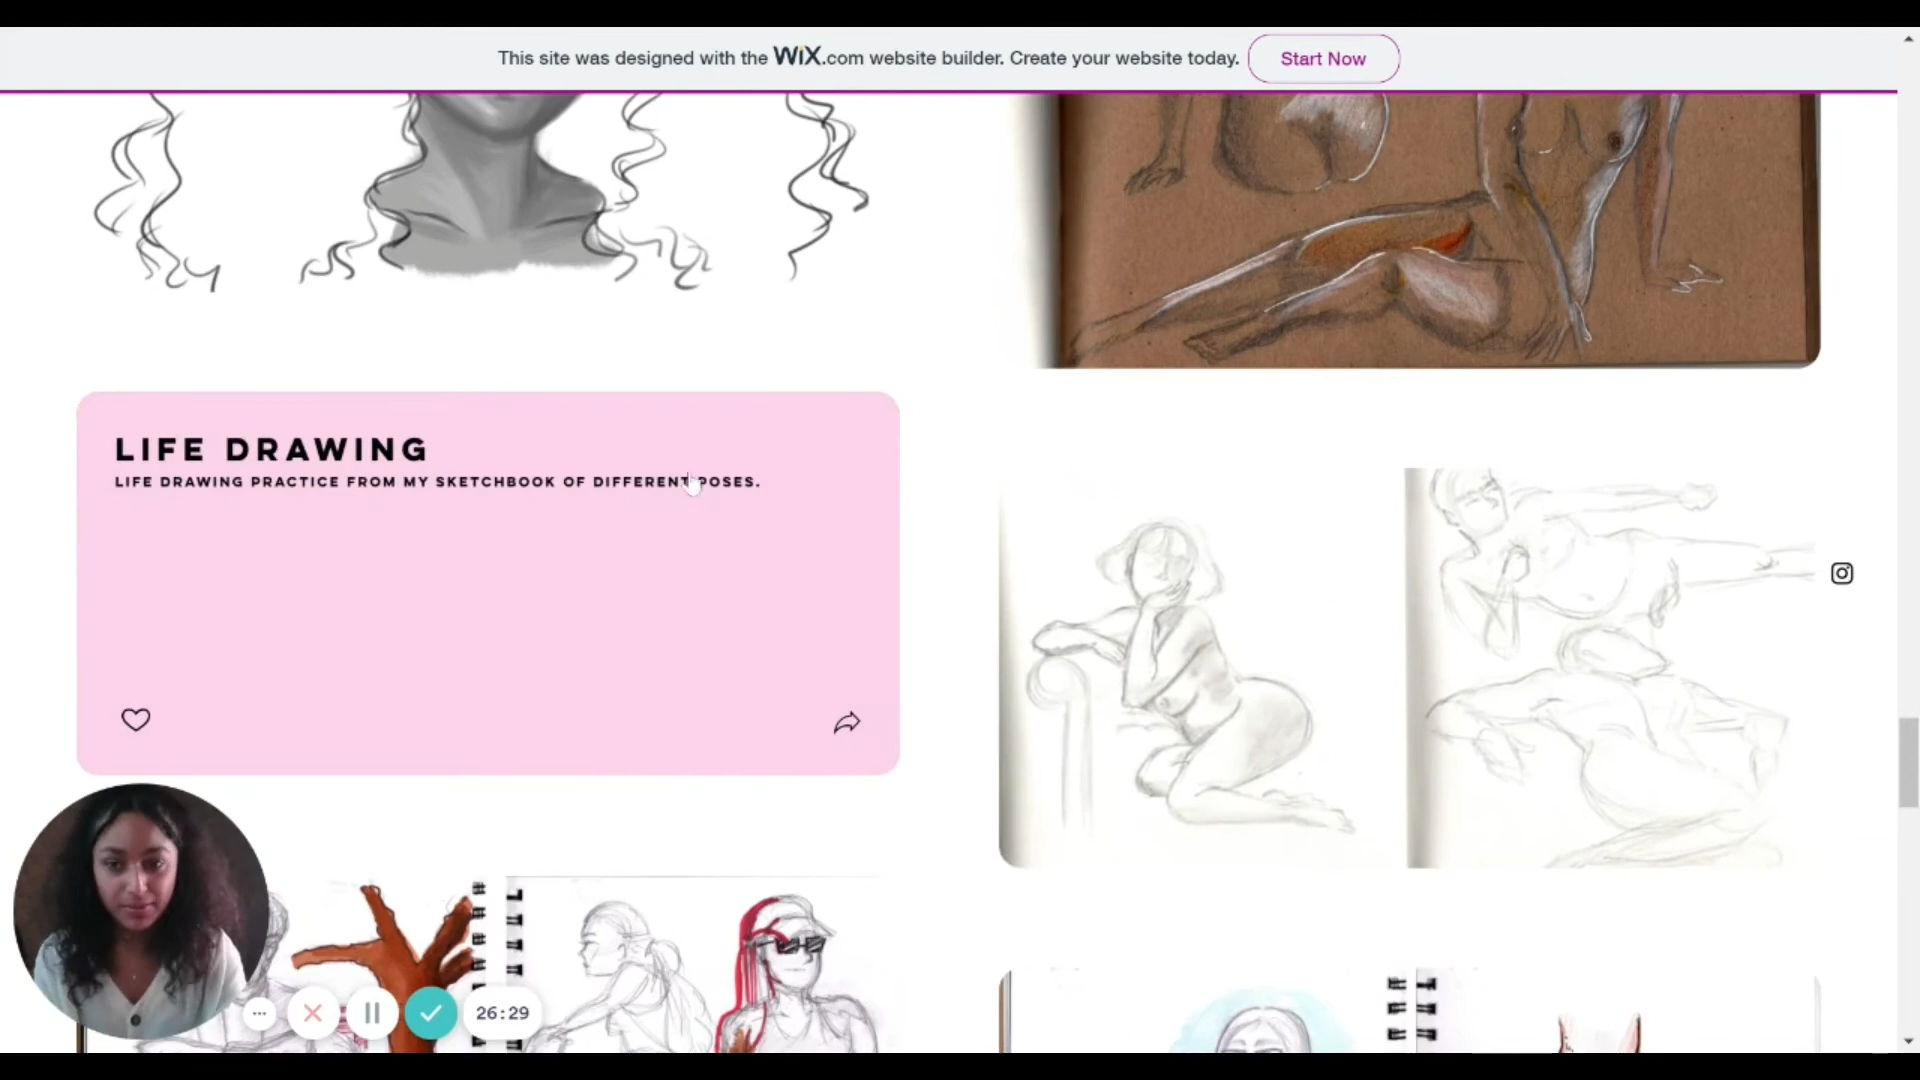 This site was designed with the WiX.com website builder. Create your website today. Start Now
LIFE DRAWING
LIFE DRAWING PRACTICE FROM MY SKETCHBOOK OF DIFFERENT POSES.
26:29